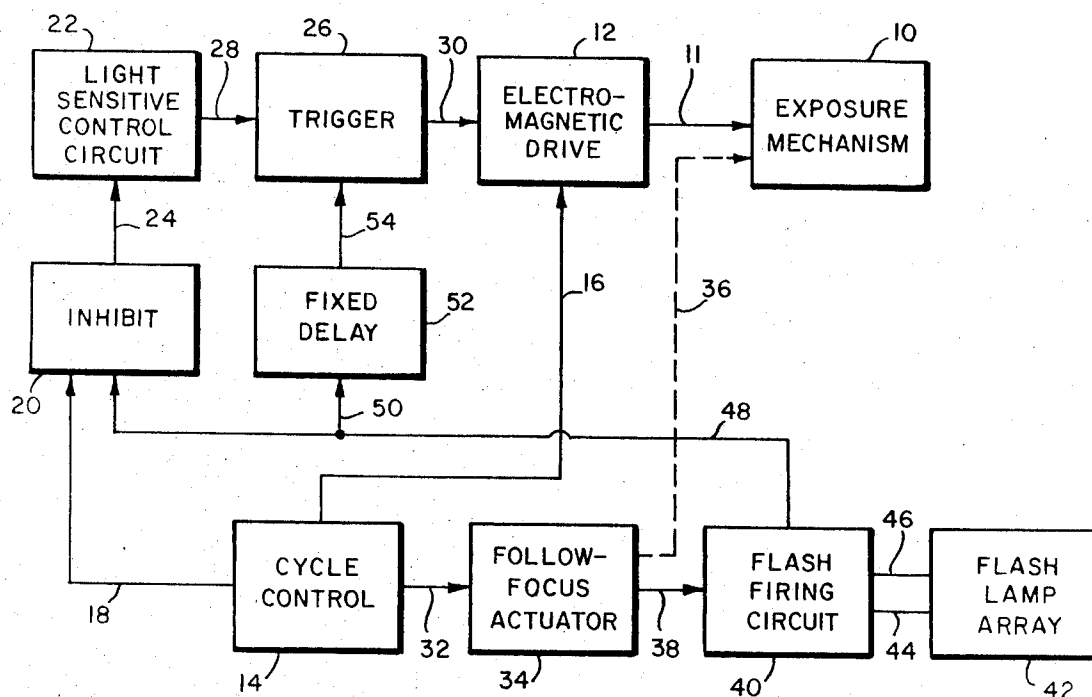 22
26
12
10
28
30
11
LIGHT
SENSITIVE
CONTROL
CIRCUIT
TRIGGER
ELECTRO-
MAGNETIC
DRIVE
EXPOSURE
MECHANISM
24
54
16
36
INHIBIT
FIXED
DELAY
52
20
50
48
CYCLE
CONTROL
FOLLOW-
FOCUS
ACTUATOR
FLASH
FIRING
CIRCUIT
46
FLASH
LAMP
ARRAY
18
32
38
44
14
34
40
42